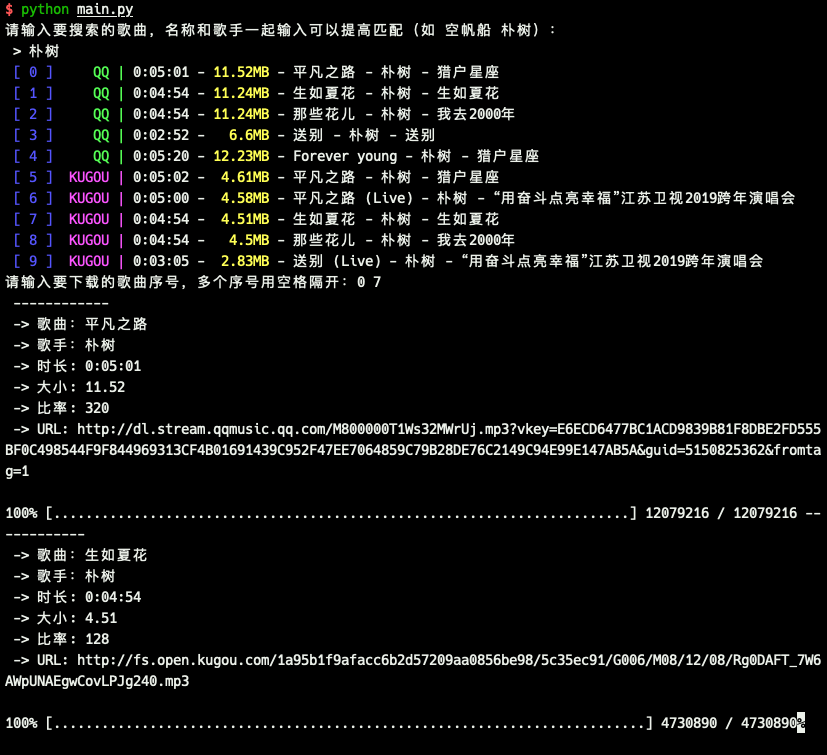 $ python main.py
请输入要搜索的歌曲，名称和歌手一起输入可以提高匹配（如 空帆船 朴树）：
> 朴树
[ 0 ] QQ | 0:05:01 - 11.52MB - 平凡之路 - 朴树 - 猎户星座
[ 1 ] QQ | 0:04:54 - 11.24MB - 生如夏花 - 朴树 - 生如夏花
[ 2 ] QQ | 0:04:54 - 11.24MB - 那些花儿 - 朴树 - 我去2000年
[ 3 ] QQ | 0:02:52 - 6.6MB - 送别 - 朴树 - 送别
[ 4 ] QQ | 0:05:20 - 12.23MB - Forever young - 朴树 - 猎户星座
[ 5 ] KUGOU | 0:05:02 - 4.61MB - 平凡之路 - 朴树 - 猎户星座
[ 6 ] KUGOU | 0:05:00 - 4.58MB - 平凡之路 (Live) - 朴树 - “用奋斗点亮幸福”江苏卫视2019跨年演唱会
[ 7 ] KUGOU | 0:04:54 - 4.51MB - 生如夏花 - 朴树 - 生如夏花
[ 8 ] KUGOU | 0:04:54 - 4.5MB - 那些花儿 - 朴树 - 我去2000年
[ 9 ] KUGOU | 0:03:05 - 2.83MB - 送别 (Live) - 朴树 - “用奋斗点亮幸福”江苏卫视2019跨年演唱会
请输入要下载的歌曲序号，多个序号用空格隔开：0 7
------------
-> 歌曲：平凡之路
-> 歌手：朴树
-> 时长：0:05:01
-> 大小：11.52
-> 比率：320
-> URL: http://dl.stream.qqmusic.qq.com/M800000T1Ws32MWrUj.mp3?vkey=E6ECD6477BC1ACD9839B81F8DBE2FD555
BF0C498544F9F844969313CF4B01691439C952F47EE7064859C79B28DE76C2149C94E99E147AB5A&guid=5150825362&fromta
g=1
100% [........................................................................] 12079216 / 12079216 --
----------
-> 歌曲：生如夏花
-> 歌手：朴树
-> 时长：0:04:54
-> 大小：4.51
-> 比率：128
-> URL: http://fs.open.kugou.com/1a95b1f9afacc6b2d57209aa0856be98/5c35ec91/G006/M08/12/08/Rg0DAFT_7W6
AWpUNAEgwCovLPJg240.mp3
100% [..........................................................................] 4730890 / 4730890%